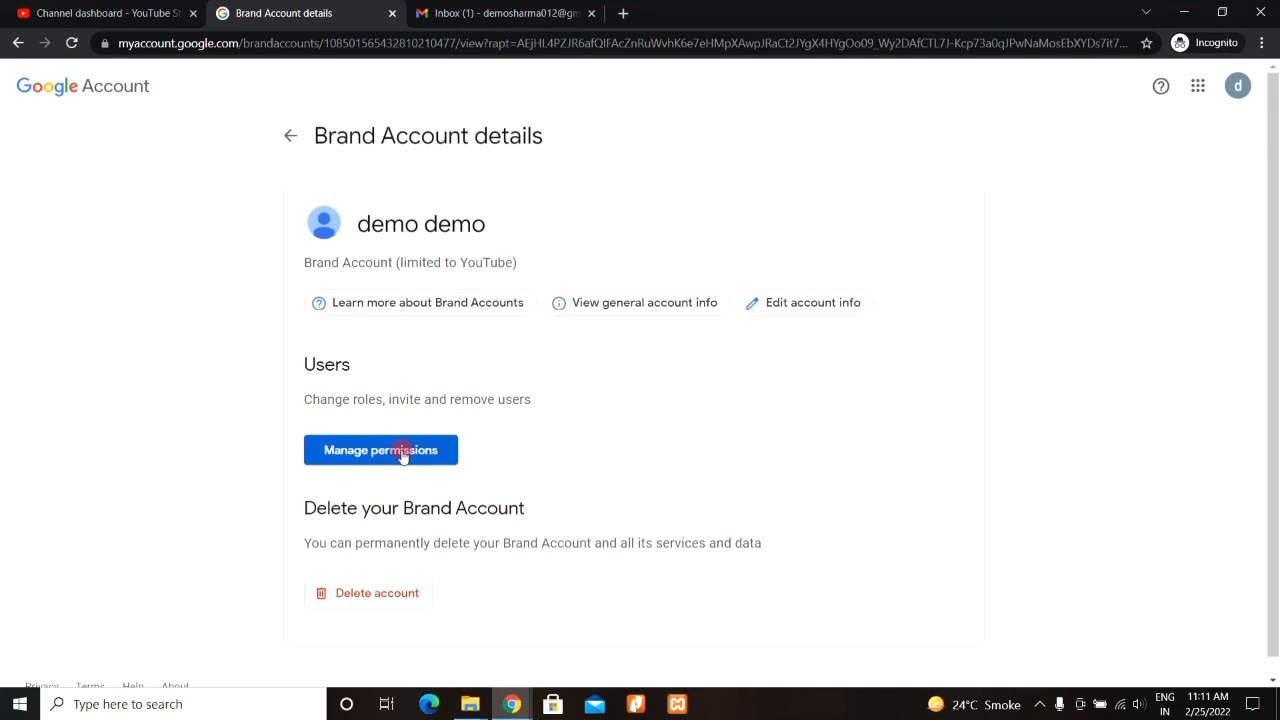 Channel dashboard - YouTube St
Brand Account details
Inbox (1) - demosharma012@gm
myaccount.google.com/brandaccounts/108501565432810210477/view?rapt=AEjHL4PZJR6afQIFAcZnRuWvhK6e7eHMpXAwpJRaCt2JYgX4HYgOo09_Wy2DAfCTL7J-Kcp73a0qJPwNaMosEbXYDs7it7...
Incognito
Google Account
d
Brand Account details
demo demo
Brand Account (limited to YouTube)
Learn more about Brand Accounts
View general account info
Edit account info
Users
Change roles, invite and remove users
Manage permissions
Delete your Brand Account
You can permanently delete your Brand Account and all its services and data
Delete account
Privacy Terms Help About
Type here to search
24°C Smoke
ENG
IN
11:11 AM
2/25/2022